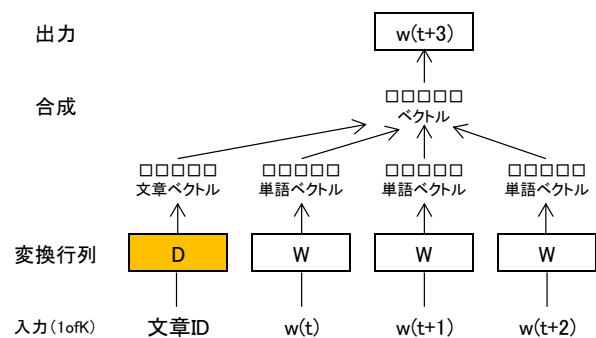 出力
w(t+3)
合成
□□□□□
ベクトル
□□□□□ □□□□□ □□□□□ □□□□□
文章ベクトル 単語ベクトル 単語ベクトル 単語ベクトル
変換行列 D W W W
入力(1ofK) 文章ID w(t) w(t+1) w(t+2)